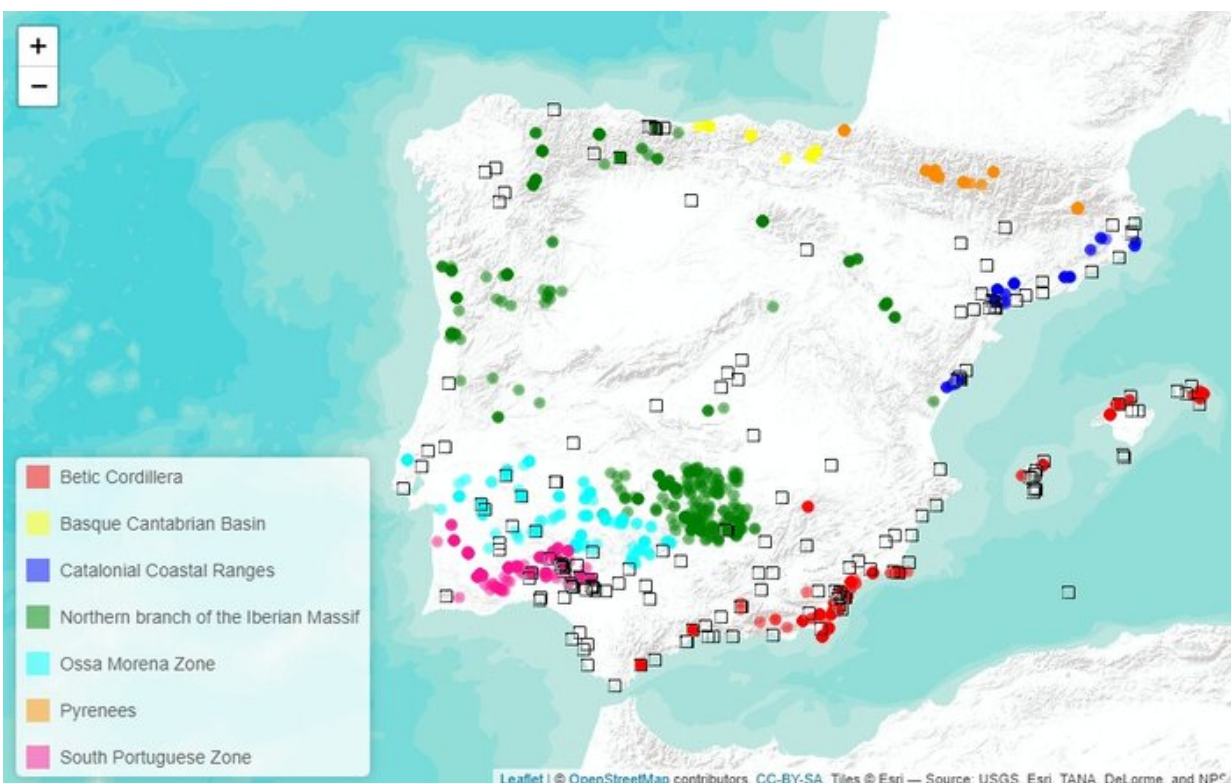 +
−
Betic Cordillera
Basque Cantabrian Basin
Catalonial Coastal Ranges
Northern branch of the Iberian Massif
Ossa Morena Zone
Pyrenees
South Portuguese Zone
Leaflet | © OpenStreetMap contributors, CC-BY-SA, Tiles © Esri — Source: USGS, Esri, TANA, DeLorme, and NPS